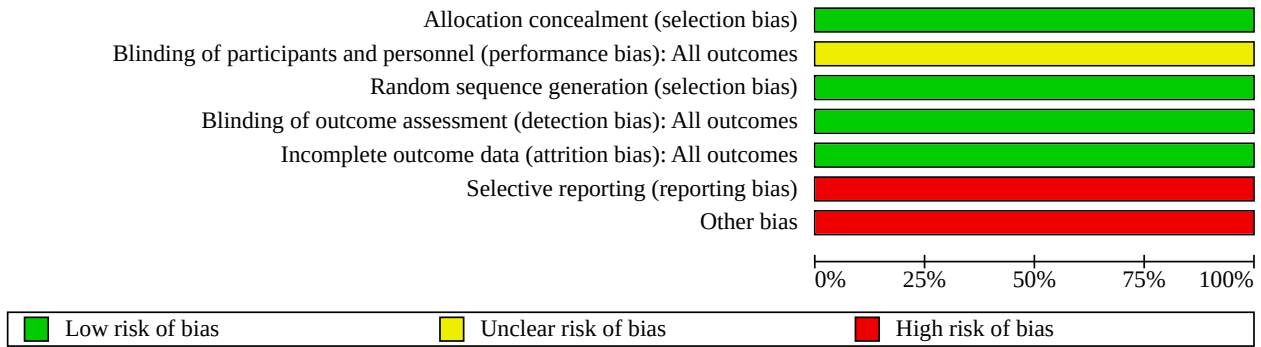 Allocation concealment (selection bias)
Blinding of participants and personnel (performance bias): All outcomes
Random sequence generation (selection bias)
Blinding of outcome assessment (detection bias): All outcomes
Incomplete outcome data (attrition bias): All outcomes
Selective reporting (reporting bias)
Other bias
0% 25% 50% 75% 100%
Low risk of bias Unclear risk of bias High risk of bias